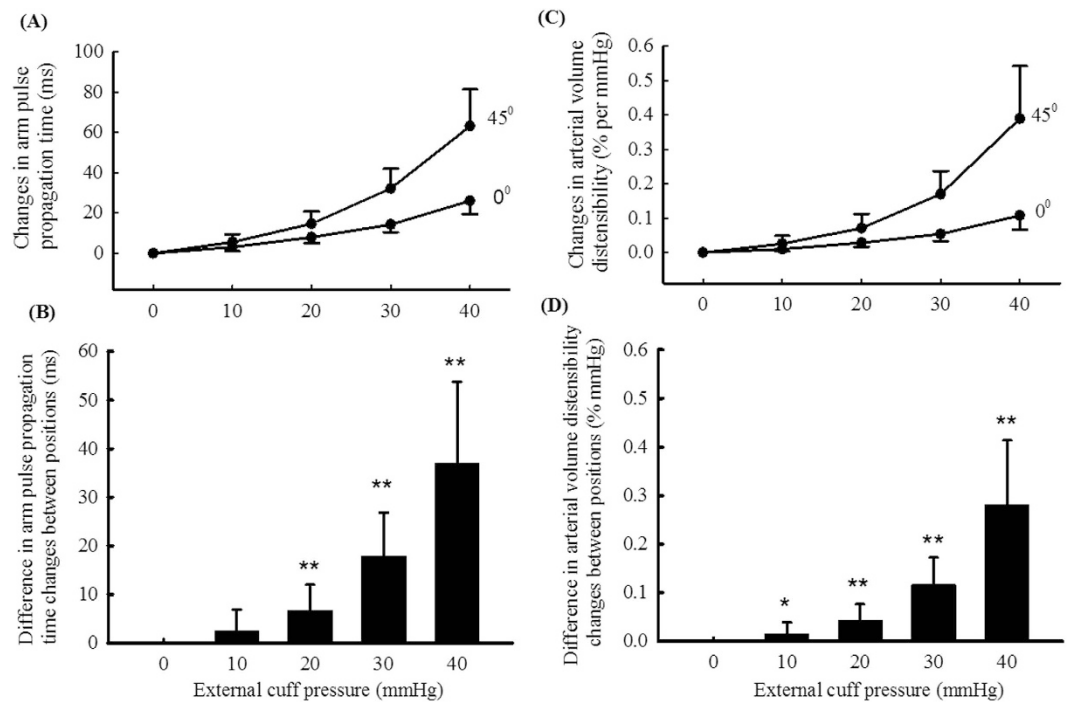 (A)
Changes in arm pulse
propagation time (ms)
100
80
60
40
20
0
45⁰
0⁰
0 10 20 30 40
(C)
Changes in arterial volume
distensibility (% per mmHg)
0.6
0.5
0.4
0.3
0.2
0.1
0.0
45⁰
0⁰
0 10 20 30 40
(B)
Difference in arm pulse propagation
time changes between positions (ms)
60
50
40
30
20
10
0
**
**
**
0 10 20 30 40
External cuff pressure (mmHg)
(D)
Difference in arterial volume distensibility
changes between positions (% mmHg)
0.6
0.5
0.4
0.3
0.2
0.1
0.0
*
**
**
**
0 10 20 30 40
External cuff pressure (mmHg)